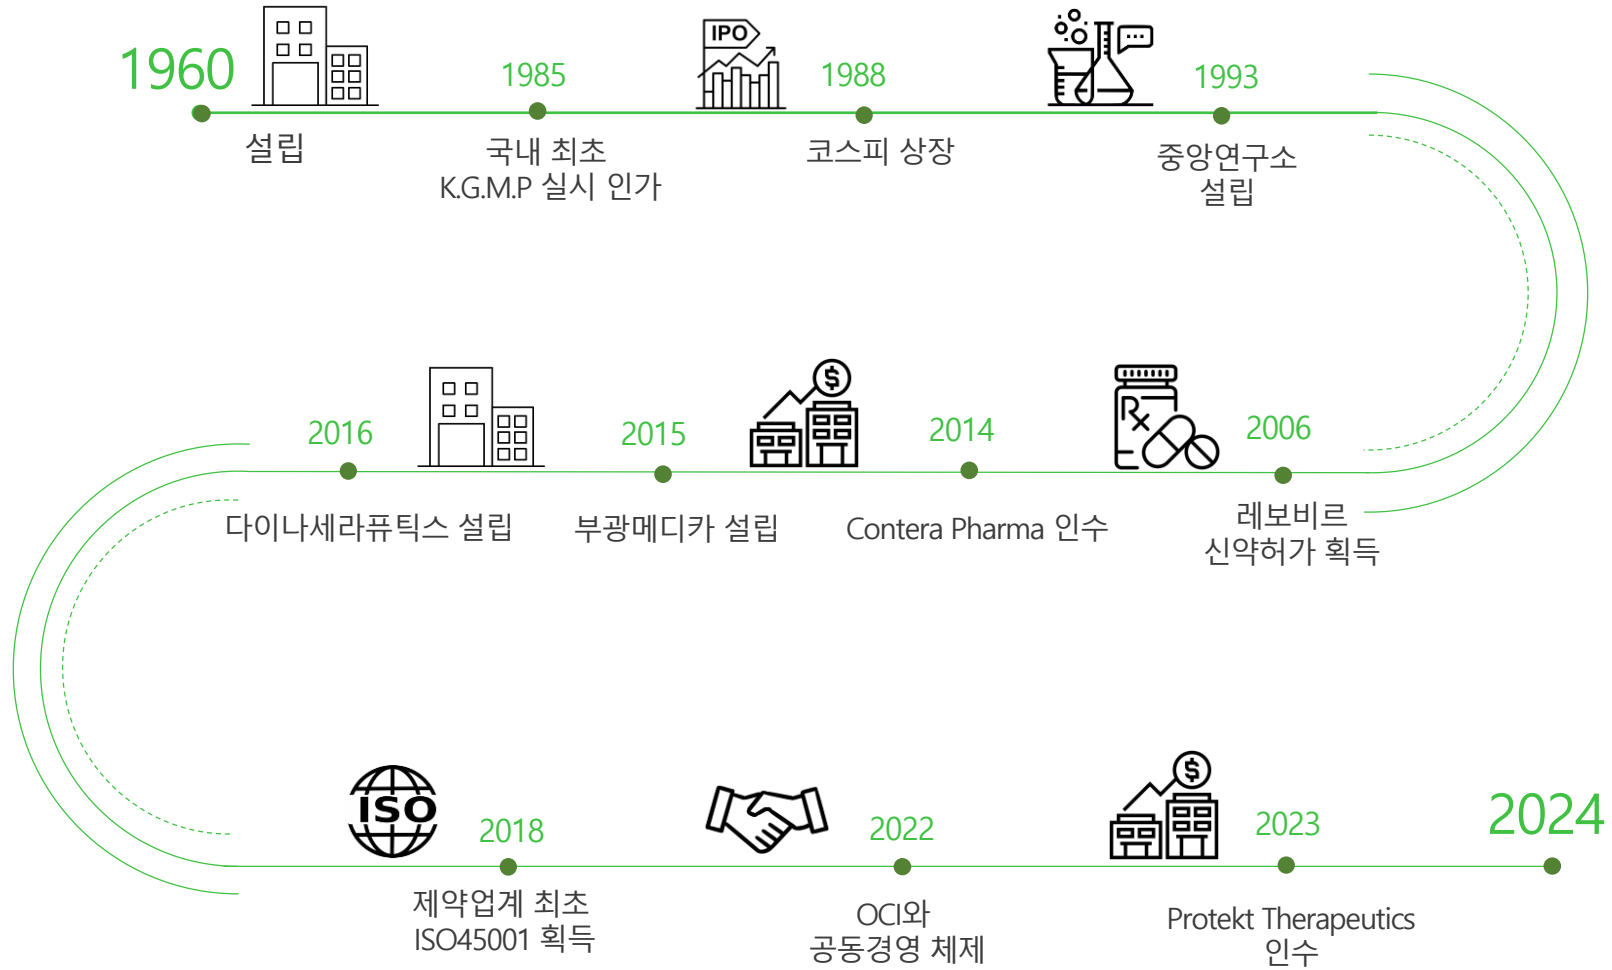 1960
설립
1985
국내 최초
K.G.M.P 실시 인가
IPO
1988
코스피 상장
1993
중앙연구소
설립
2006
레보비르
신약허가 획득
Rx
2014
Contera Pharma 인수
$
2015
부광메디카 설립
2016
다이나세라퓨틱스 설립
ISO
2018
제약업계 최초
ISO45001 획득
2022
OCI와
공동경영 체제
$
2023
Protekt Therapeutics
인수
2024